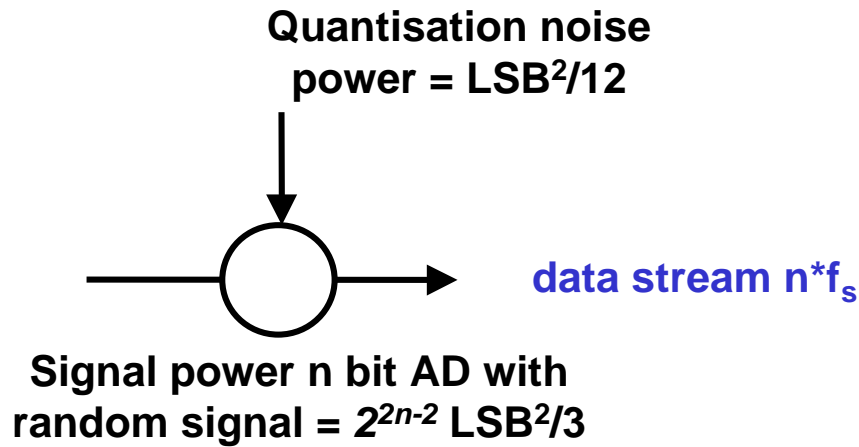 Quantisation noise
power = LSB²/12
data stream n*fₛ
Signal power n bit AD with
random signal = 2²ⁿ⁻² LSB²/3